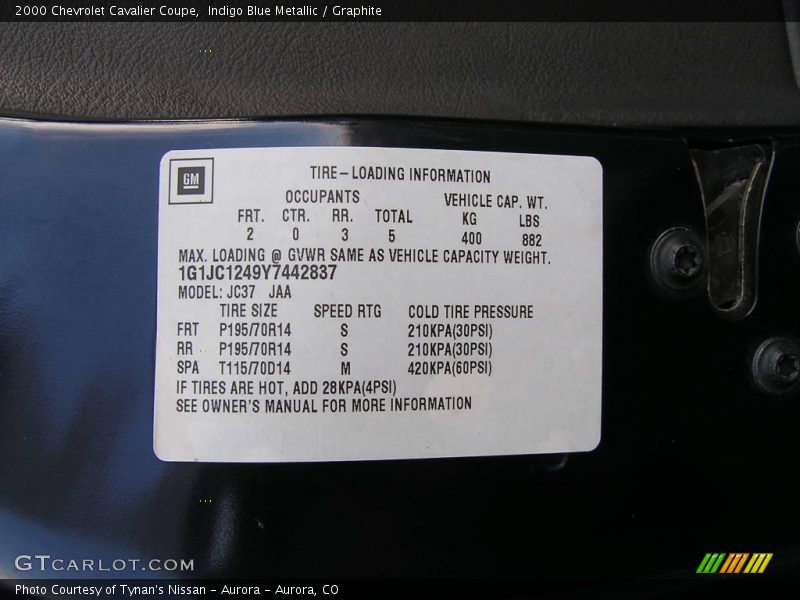 2000 Chevrolet Cavalier Coupe,  Indigo Blue Metallic / Graphite
GM
TIRE-LOADING INFORMATION
OCCUPANTS VEHICLE CAP. WT.
FRT. CTR. RR. TOTAL KG LBS
2 0 3 5 400 882
MAX. LOADING @ GVWR SAME AS VEHICLE CAPACITY WEIGHT.
1G1JC1249Y7442837
MODEL: JC37 JAA
TIRE SIZE SPEED RTG COLD TIRE PRESSURE
FRT P195/70R14 S 210KPA(30PSI)
RR P195/70R14 S 210KPA(30PSI)
SPA T115/70D14 M 420KPA(60PSI)
IF TIRES ARE HOT, ADD 28KPA(4PSI)
SEE OWNER'S MANUAL FOR MORE INFORMATION
GTCARLOT.COM
Photo Courtesy of Tynan's Nissan - Aurora - Aurora, CO